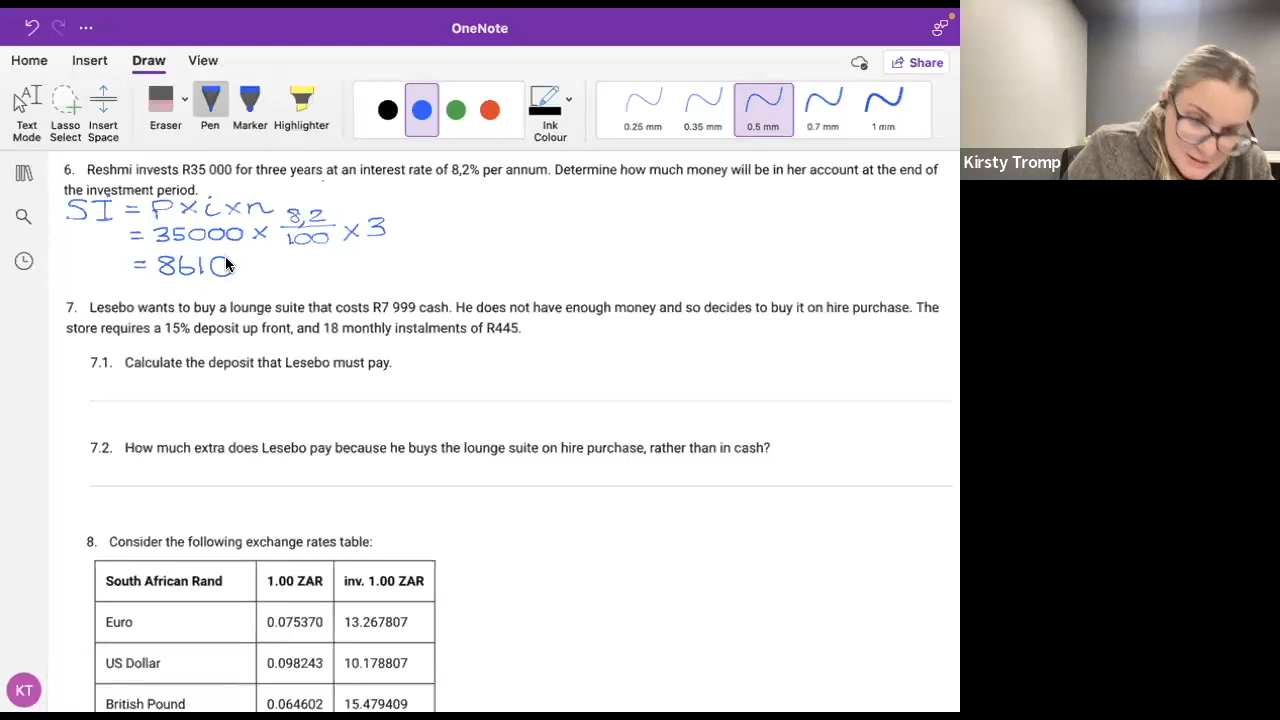 OneNote
Home Insert Draw View
Share
Text Mode
Lasso Select
Insert Space
Eraser
Pen
Marker
Highlighter
Ink Colour
0.25 mm
0.35 mm
0.5 mm
0.7 mm
1 mm
Kirsty Tromp
6. Reshmi invests R35 000 for three years at an interest rate of 8,2% per annum. Determine how much money will be in her account at the end of
the investment period.
SI = P × i × n
= 35000 × 8,2/100 × 3
= 8610
7. Lesebo wants to buy a lounge suite that costs R7 999 cash. He does not have enough money and so decides to buy it on hire purchase. The
store requires a 15% deposit up front, and 18 monthly instalments of R445.
7.1. Calculate the deposit that Lesebo must pay.
7.2. How much extra does Lesebo pay because he buys the lounge suite on hire purchase, rather than in cash?
8. Consider the following exchange rates table:
South African Rand 1.00 ZAR inv. 1.00 ZAR
Euro 0.075370 13.267807
US Dollar 0.098243 10.178807
British Pound 0.064602 15.479409
KT